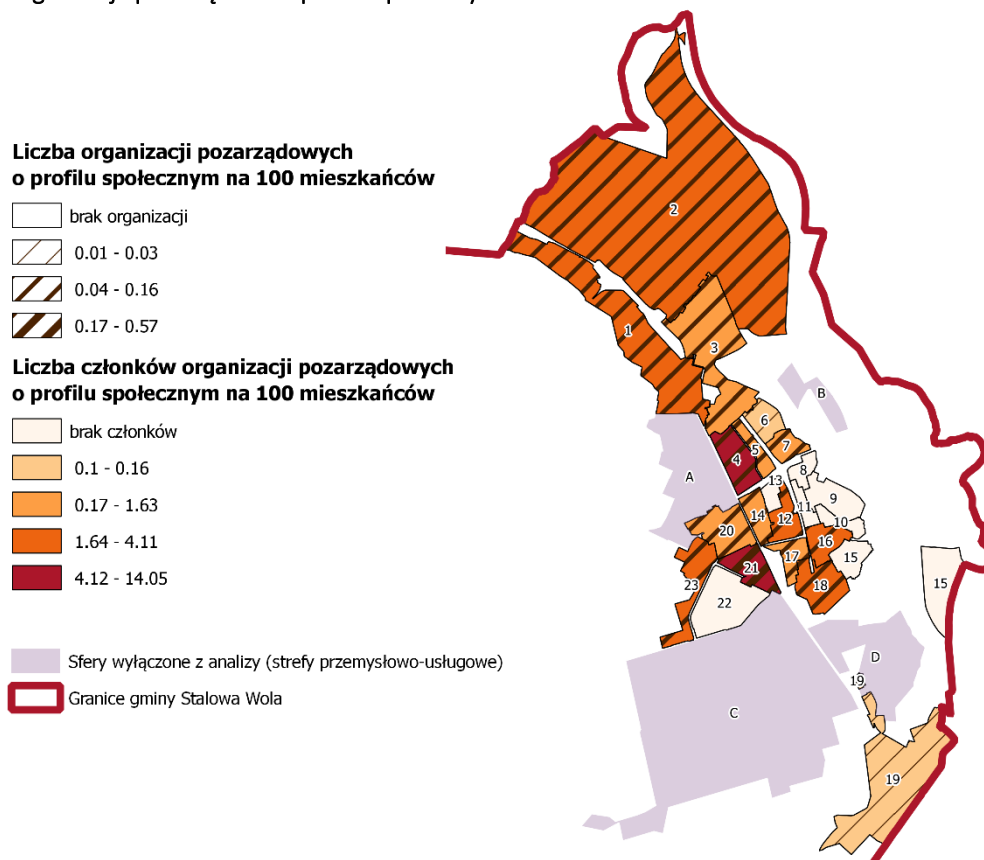 Liczba organizacji pozarządowych
o profilu społecznym na 100 mieszkańców
brak organizacji
0.01 - 0.03
0.04 - 0.16
0.17 - 0.57
Liczba członków organizacji pozarządowych
o profilu społecznym na 100 mieszkańców
brak członków
0.1 - 0.16
0.17 - 1.63
1.64 - 4.11
4.12 - 14.05
Sfery wyłączone z analizy (strefy przemysłowo-usługowe)
Granice gminy Stalowa Wola
2
1
3
B
6
5
7
4
8
A
13
9
11
14
12
10
20
16
17
15
21
18
23
15
22
D
19
C
19